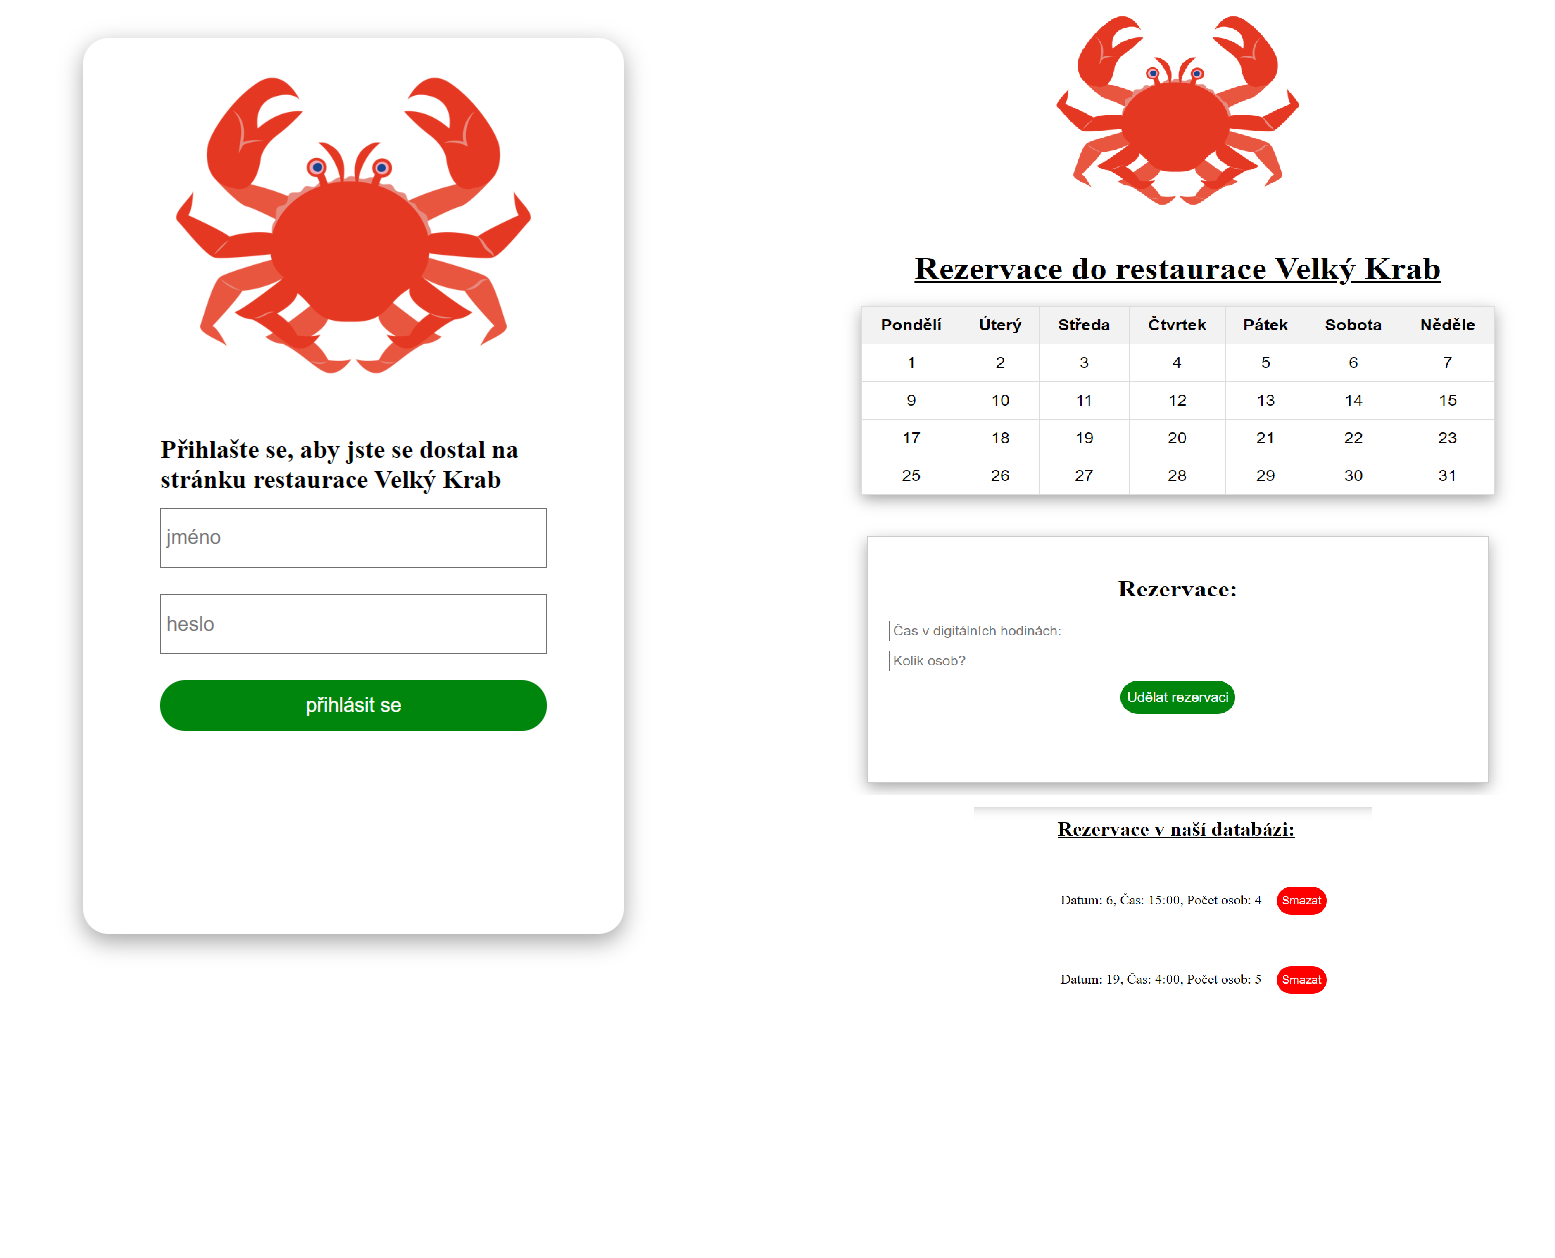 Přihlašte se, aby jste se dostal na
stránku restaurace Velký Krab
jméno
heslo
přihlásit se
Rezervace do restaurace Velký Krab
Pondělí Úterý Středa Čtvrtek Pátek Sobota Něděle
1 2 3 4 5 6 7
9 10 11 12 13 14 15
17 18 19 20 21 22 23
25 26 27 28 29 30 31
Rezervace:
Čas v digitálních hodinách:
Kolik osob?
Udělat rezervaci
Rezervace v naší databázi:
Datum: 6, Čas: 15:00, Počet osob: 4 Smazat
Datum: 19, Čas: 4:00, Počet osob: 5 Smazat